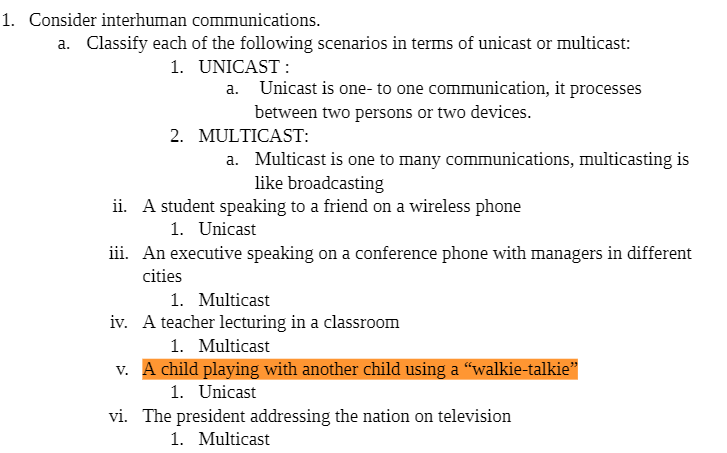 1. Consider interhuman communications.
a. Classify each of the following scenarios in terms of unicast or multicast:
1. UNICAST :
a. Unicast is one- to one communication, it processes
between two persons or two devices.
2. MULTICAST:
a. Multicast is one to many communications, multicasting is
like broadcasting
ii. A student speaking to a friend on a wireless phone
1. Unicast
iii. An executive speaking on a conference phone with managers in different
cities
1. Multicast
iv. A teacher lecturing in a classroom
1. Multicast
v. A child playing with another child using a “walkie-talkie”
1. Unicast
vi. The president addressing the nation on television
1. Multicast